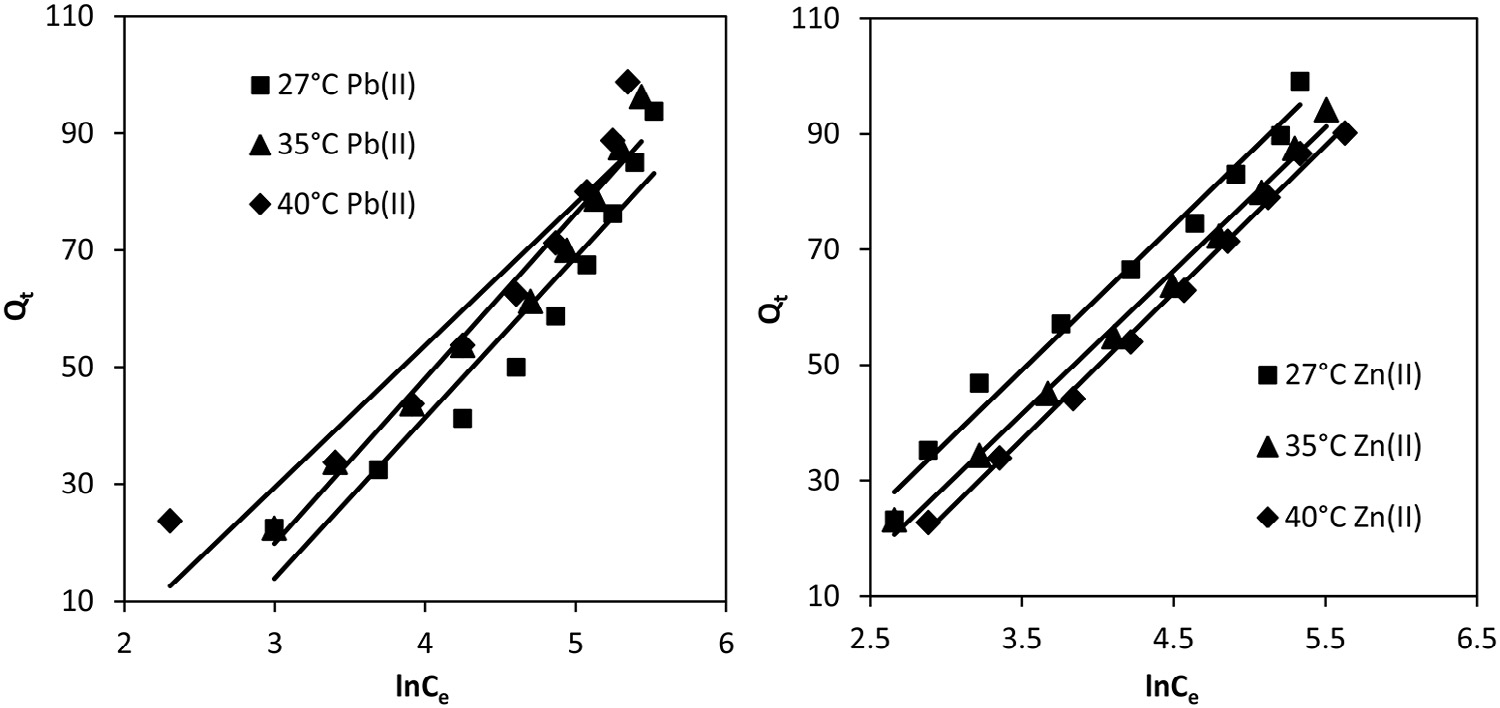 110
90
70
50
30
10
2
3
4
5
6
Qt
lnCe
27°C Pb(II)
35°C Pb(II)
40°C Pb(II)
110
90
70
50
30
10
2.5
3.5
4.5
5.5
6.5
Qt
lnCe
27°C Zn(II)
35°C Zn(II)
40°C Zn(II)